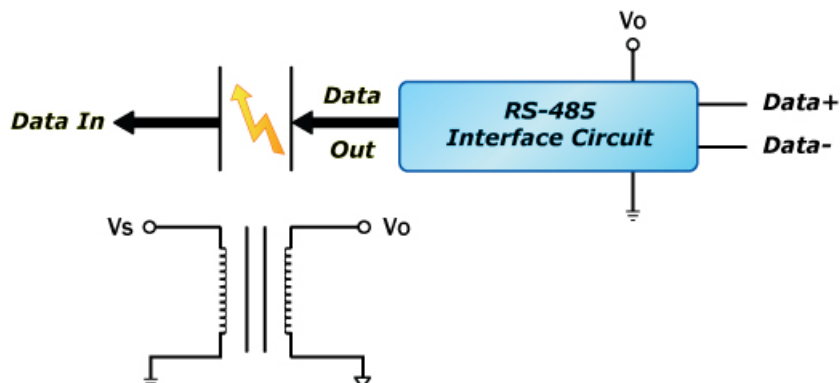 Vo
Data In
Data
Out
RS-485
Interface Circuit
Data+
Data-
Vs
Vo